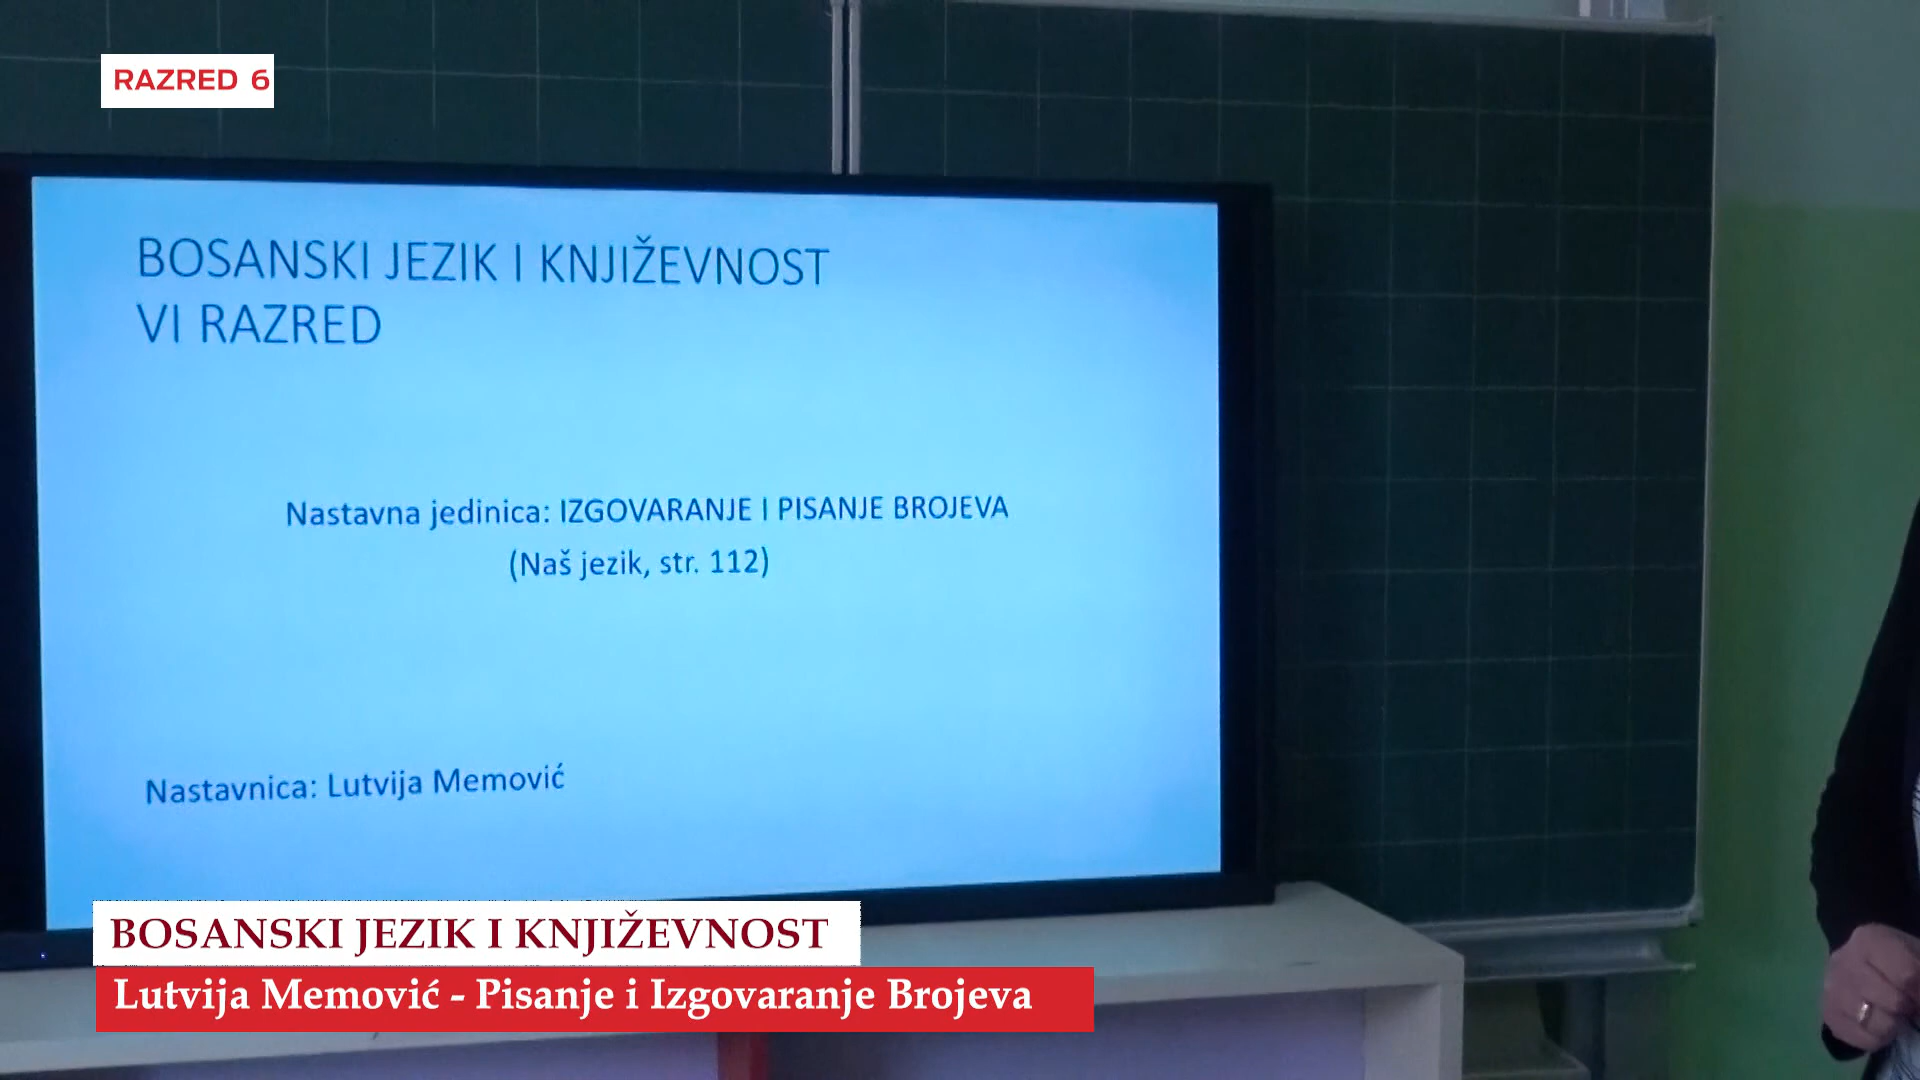 RAZRED 6
BOSANSKI JEZIK I KNJIŽEVNOST
VI RAZRED
Nastavna jedinica: IZGOVARANJE I PISANJE BROJEVA
(Naš jezik, str. 112)
Nastavnica: Lutvija Memović
BOSANSKI JEZIK I KNJIŽEVNOST
Lutvija Memović - Pisanje i Izgovaranje Brojeva